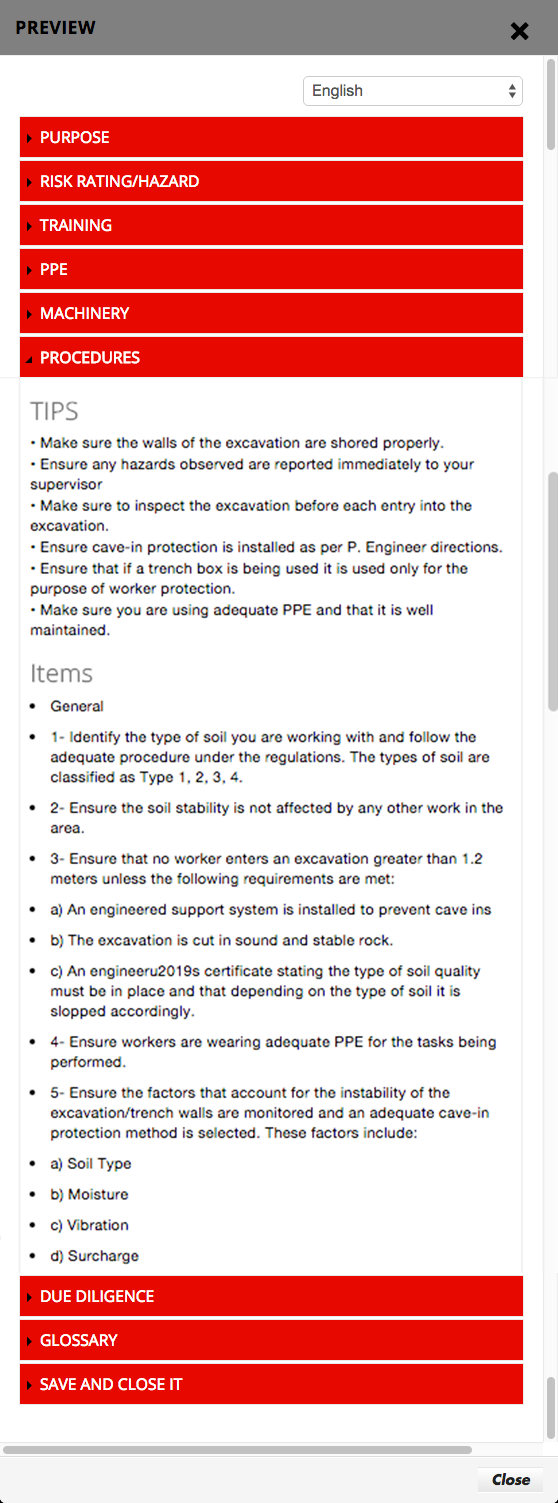 PREVIEW
English
PURPOSE
RISK RATING/HAZARD
TRAINING
PPE
MACHINERY
PROCEDURES
TIPS
• Make sure the walls of the excavation are shored properly.
• Ensure any hazards observed are reported immediately to your
supervisor
• Make sure to inspect the excavation before each entry into the
excavation.
• Ensure cave-in protection is installed as per P. Engineer directions.
• Ensure that if a trench box is being used it is used only for the
purpose of worker protection.
• Make sure you are using adequate PPE and that it is well
maintained.
Items
• General
• 1- Identify the type of soil you are working with and follow the
adequate procedure under the regulations. The types of soil are
classified as Type 1, 2, 3, 4.
• 2- Ensure the soil stability is not affected by any other work in the
area.
• 3- Ensure that no worker enters an excavation greater than 1.2
meters unless the following requirements are met:
• a) An engineered support system is installed to prevent cave ins
• b) The excavation is cut in sound and stable rock.
• c) An engineeru2019s certificate stating the type of soil quality
must be in place and that depending on the type of soil it is
slopped accordingly.
• 4- Ensure workers are wearing adequate PPE for the tasks being
performed.
• 5- Ensure the factors that account for the instability of the
excavation/trench walls are monitored and an adequate cave-in
protection method is selected. These factors include:
• a) Soil Type
• b) Moisture
• c) Vibration
• d) Surcharge
DUE DILIGENCE
GLOSSARY
SAVE AND CLOSE IT
Close